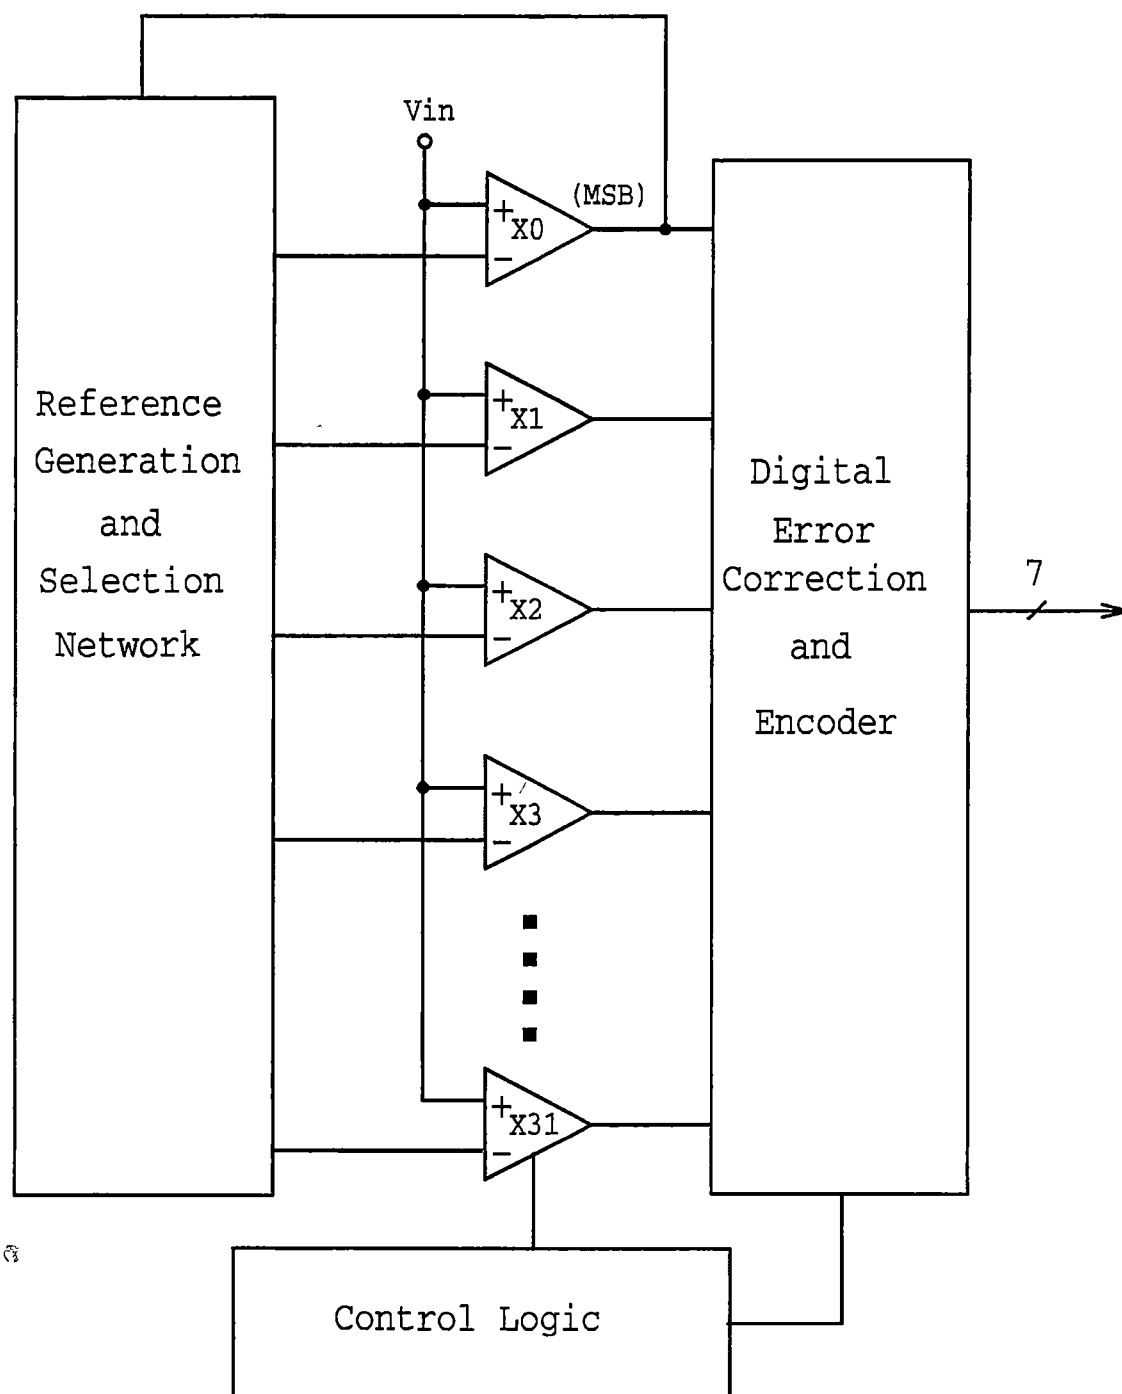 Vin
(MSB)
+
X0
−
+
X1
−
+
X2
−
+
X3
−
+
X31
−
Reference
Generation
and
Selection
Network
Digital
Error
Correction
and
Encoder
7
Control Logic